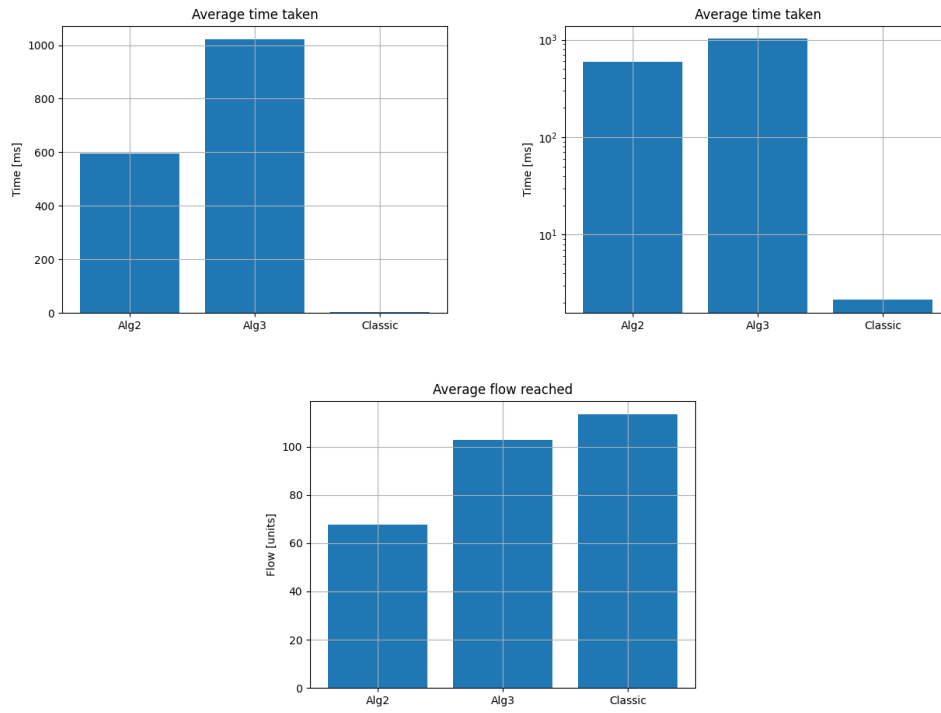 Average time taken
Time [ms]
1000
800
600
400
200
0
Alg2 Alg3 Classic
Average time taken
Time [ms]
10³
10²
10¹
Alg2 Alg3 Classic
Average flow reached
Flow [units]
100
80
60
40
20
0
Alg2 Alg3 Classic